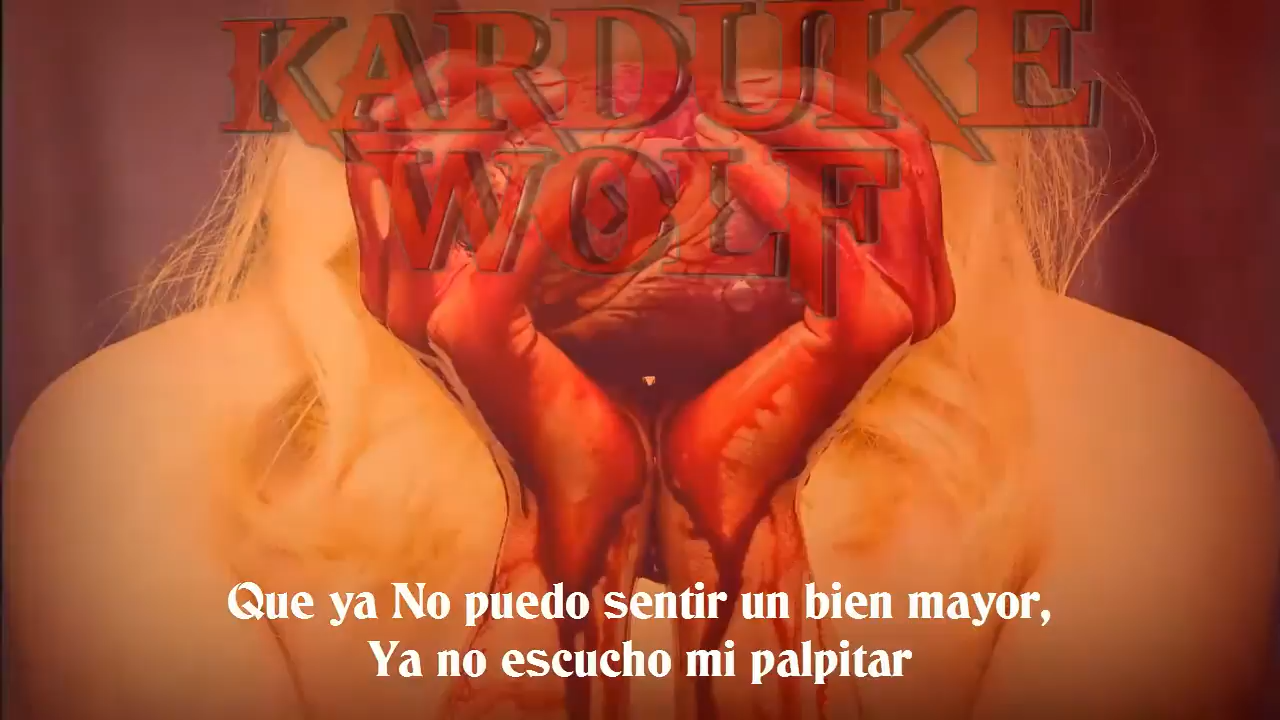 KARDUKE
WOLF
Que ya No puedo sentir un bien mayor,
Ya no escucho mi palpitar